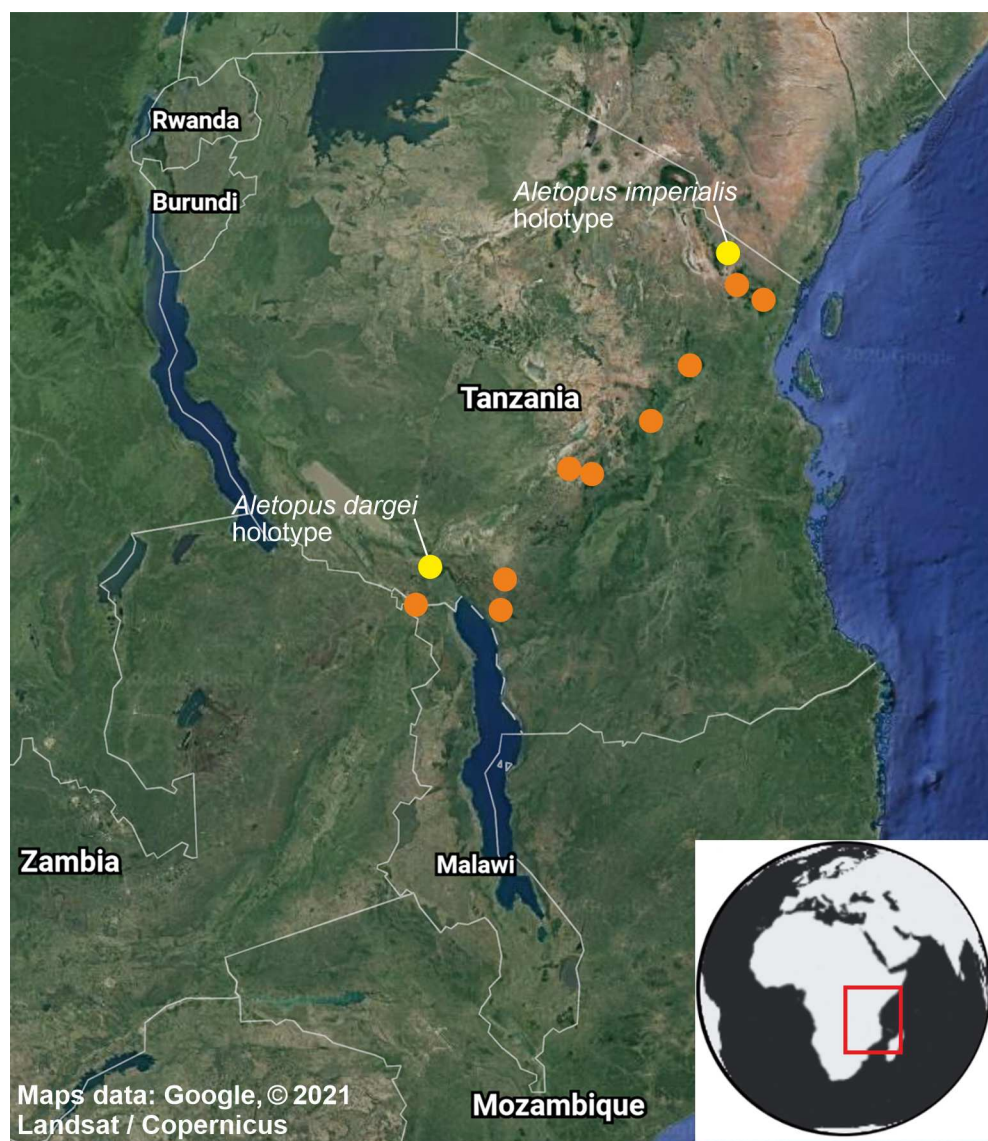 Rwanda
Burundi
Aletopus imperialis
holotype
© 2020 Google
Tanzania
Aletopus dargei
holotype
Zambia
Malawi
Mozambique
Maps data: Google, © 2021
Landsat / Copernicus